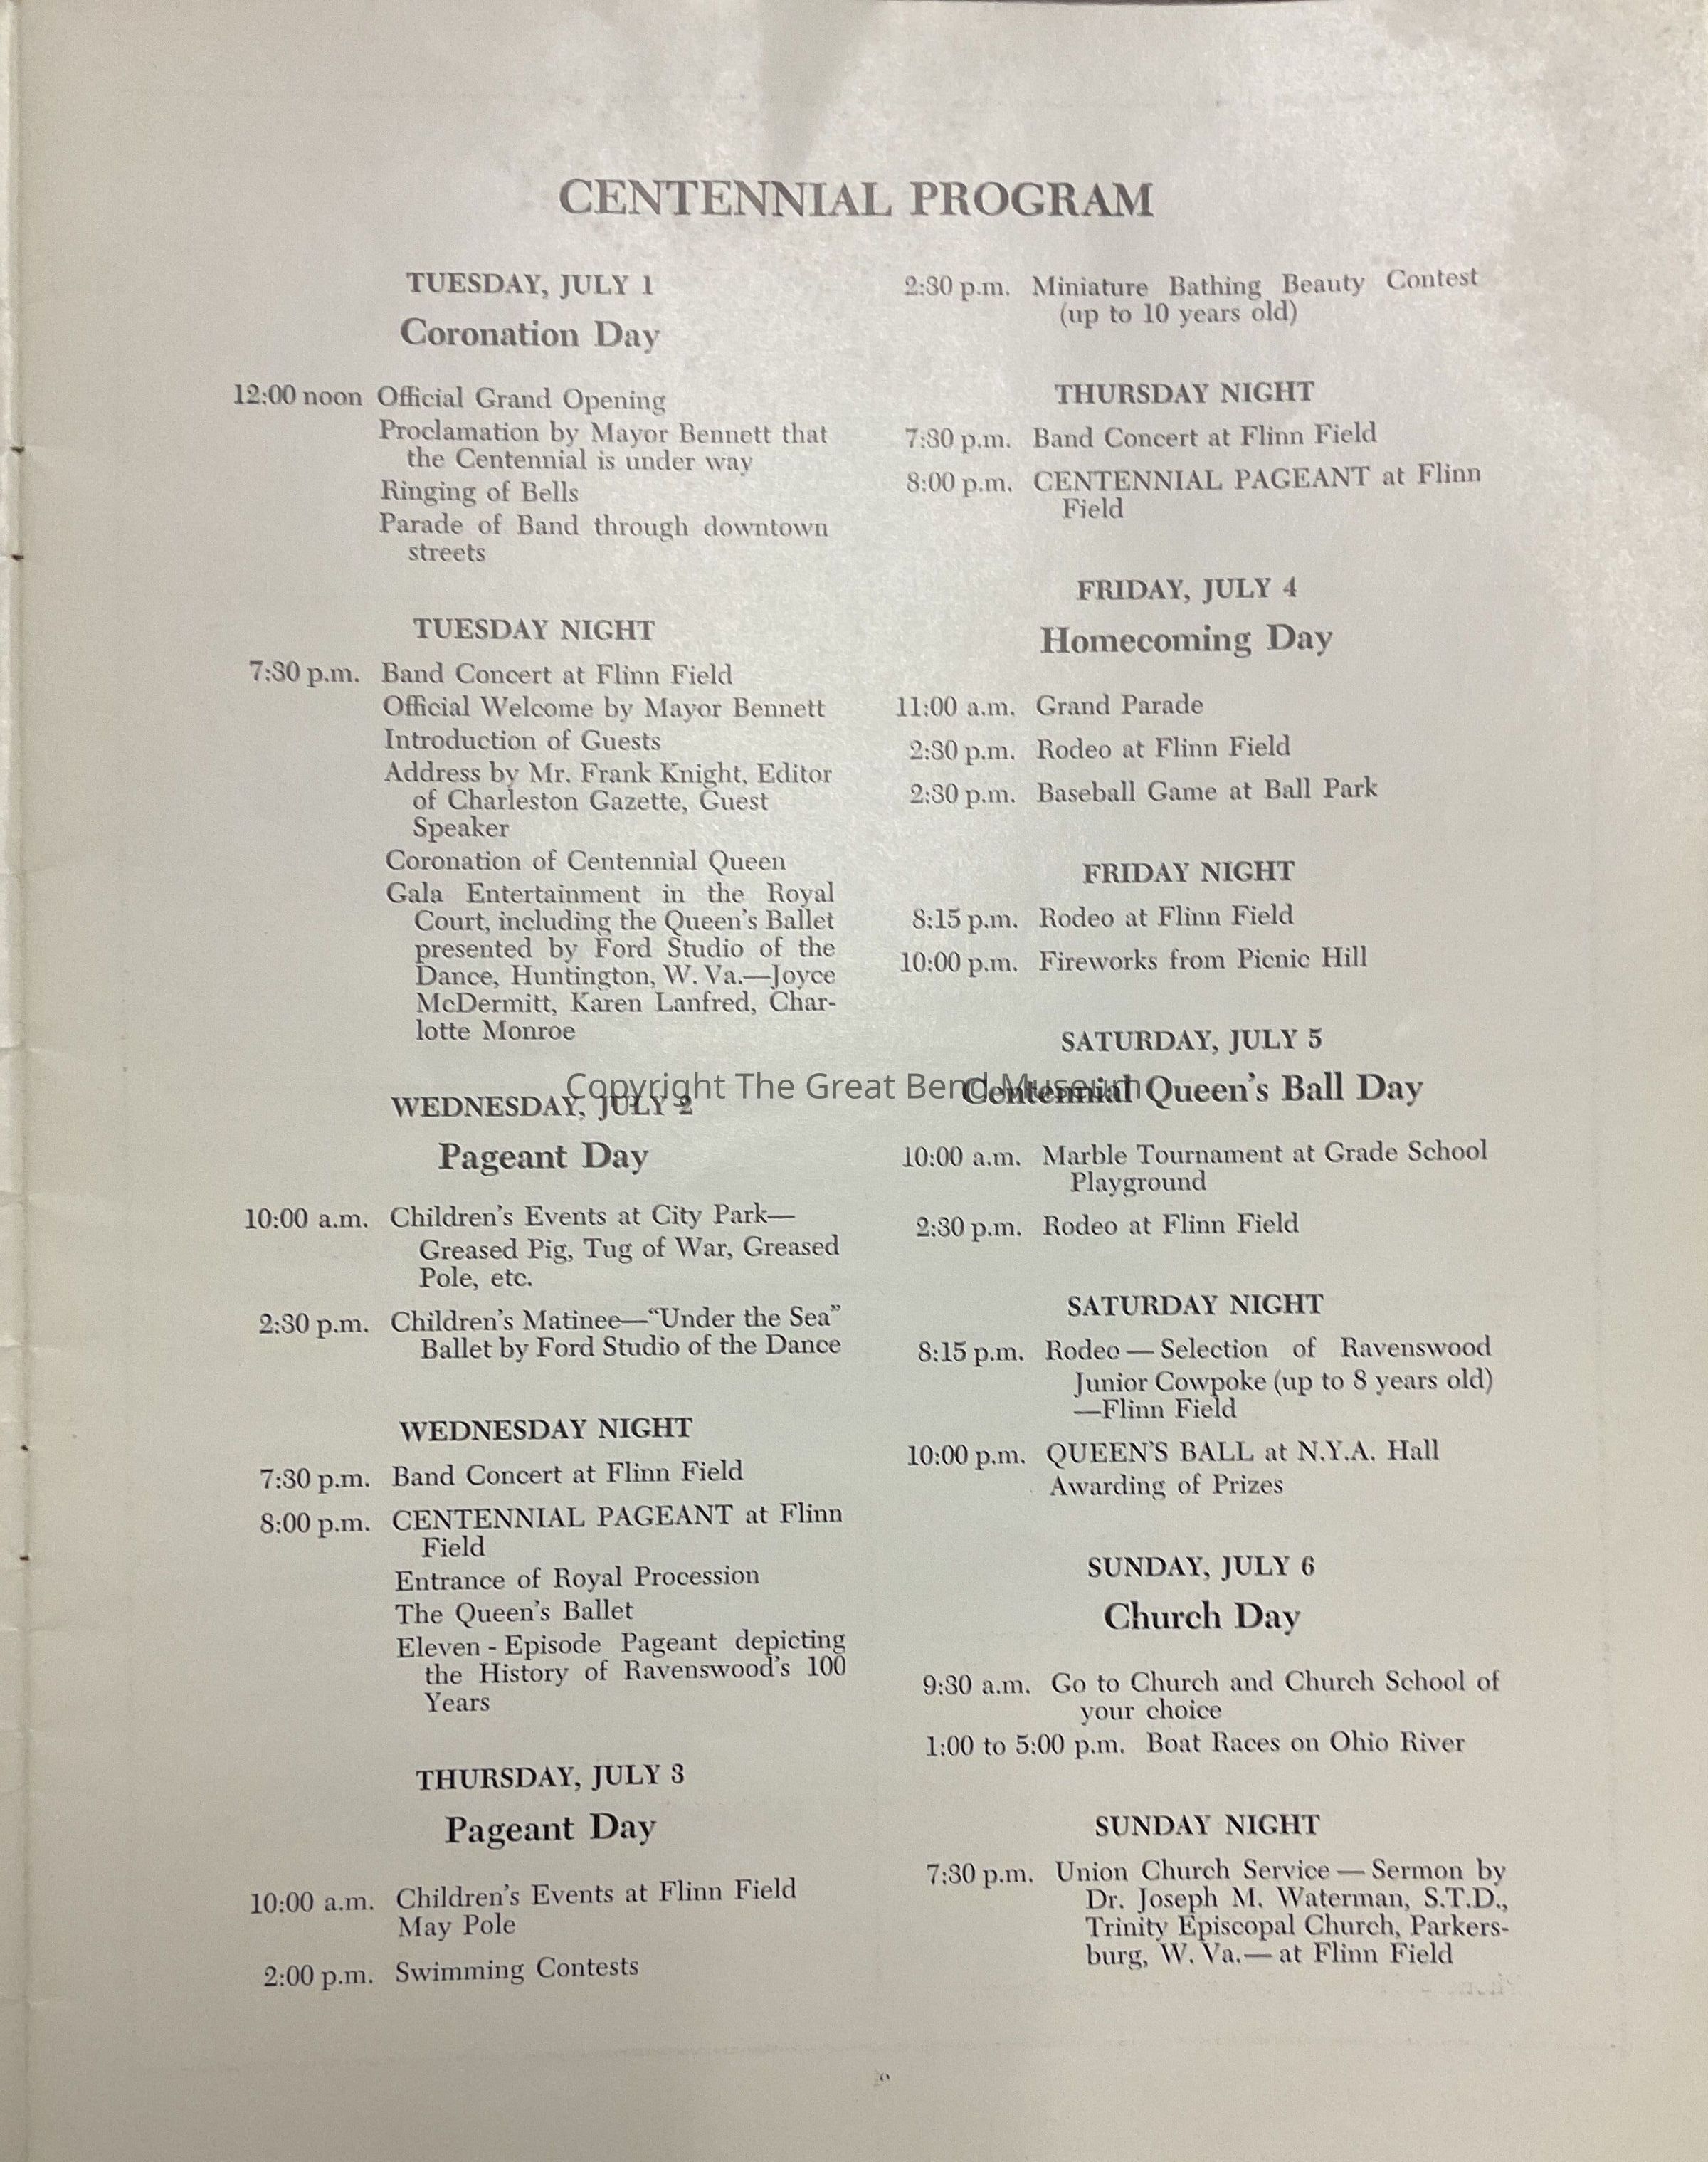 CENTENNIAL PROGRAM
TUESDAY, JULY 1
Coronation Day
12:00 noon Official Grand Opening
Proclamation by Mayor Bennett that
the Centennial is under way
Ringing of Bells
Parade of Band through downtown
streets
TUESDAY NIGHT
7:30 p.m. Band Concert at Flinn Field
Official Welcome by Mayor Bennett
Introduction of Guests
Address by Mr. Frank Knight, Editor
of Charleston Gazette, Guest
Speaker
Coronation of Centennial Queen
Gala Entertainment in the Royal
Court, including the Queen's Ballet
presented by Ford Studio of the
Dance, Huntington, W. Va.—Joyce
McDermitt, Karen Lanfred, Char-
lotte Monroe
WEDNESDAY, JULY 2
Pageant Day
10:00 a.m. Children's Events at City Park—
Greased Pig, Tug of War, Greased
Pole, etc.
2:30 p.m. Children's Matinee—“Under the Sea”
Ballet by Ford Studio of the Dance
WEDNESDAY NIGHT
7:30 p.m. Band Concert at Flinn Field
8:00 p.m. CENTENNIAL PAGEANT at Flinn
Field
Entrance of Royal Procession
The Queen's Ballet
Eleven - Episode Pageant depicting
the History of Ravenswood's 100
Years
THURSDAY, JULY 3
Pageant Day
10:00 a.m. Children's Events at Flinn Field
May Pole
2:00 p.m. Swimming Contests
2:30 p.m. Miniature Bathing Beauty Contest
(up to 10 years old)
THURSDAY NIGHT
7:30 p.m. Band Concert at Flinn Field
8:00 p.m. CENTENNIAL PAGEANT at Flinn
Field
FRIDAY, JULY 4
Homecoming Day
11:00 a.m. Grand Parade
2:30 p.m. Rodeo at Flinn Field
2:30 p.m. Baseball Game at Ball Park
FRIDAY NIGHT
8:15 p.m. Rodeo at Flinn Field
10:00 p.m. Fireworks from Picnic Hill
SATURDAY, JULY 5
Centennial Queen's Ball Day
10:00 a.m. Marble Tournament at Grade School
Playground
2:30 p.m. Rodeo at Flinn Field
SATURDAY NIGHT
8:15 p.m. Rodeo — Selection of Ravenswood
Junior Cowpoke (up to 8 years old)
—Flinn Field
10:00 p.m. QUEEN'S BALL at N.Y.A. Hall
Awarding of Prizes
SUNDAY, JULY 6
Church Day
9:30 a.m. Go to Church and Church School of
your choice
1:00 to 5:00 p.m. Boat Races on Ohio River
SUNDAY NIGHT
7:30 p.m. Union Church Service — Sermon by
Dr. Joseph M. Waterman, S.T.D.,
Trinity Episcopal Church, Parkers-
burg, W. Va.— at Flinn Field
Copyright The Great Bend Museum